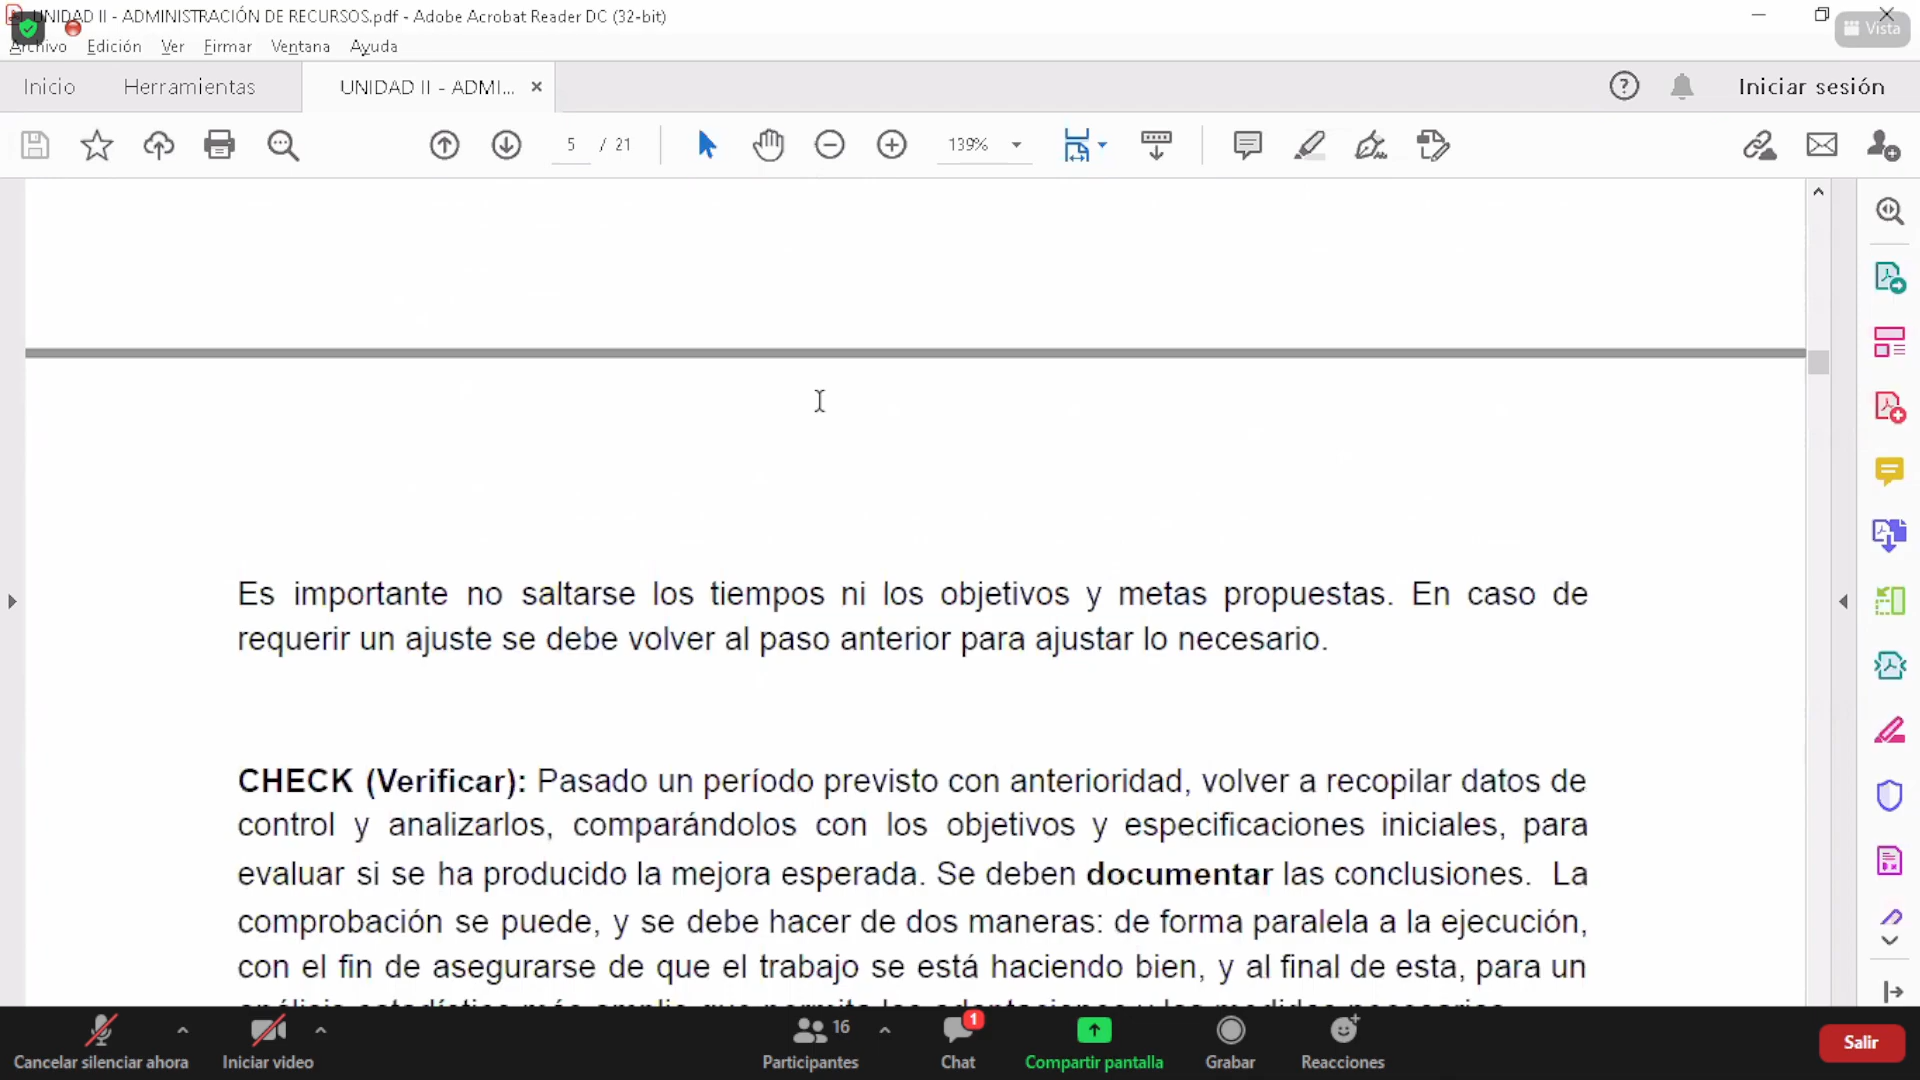 UNIDAD II - ADMINISTRACIÓN DE RECURSOS.pdf - Adobe Acrobat Reader DC (32-bit)
Vista
Archivo Edición Ver Firmar Ventana Ayuda
Inicio Herramientas UNIDAD II - ADMI... Iniciar sesión
5 / 21 139%
Es importante no saltarse los tiempos ni los objetivos y metas propuestas. En caso de
requerir un ajuste se debe volver al paso anterior para ajustar lo necesario.
CHECK (Verificar): Pasado un período previsto con anterioridad, volver a recopilar datos de
control y analizarlos, comparándolos con los objetivos y especificaciones iniciales, para
evaluar si se ha producido la mejora esperada. Se deben documentar las conclusiones. La
comprobación se puede, y se debe hacer de dos maneras: de forma paralela a la ejecución,
con el fin de asegurarse de que el trabajo se está haciendo bien, y al final de esta, para un
16 1
Cancelar silenciar ahora Iniciar video Participantes Chat Compartir pantalla Grabar Reacciones Salir